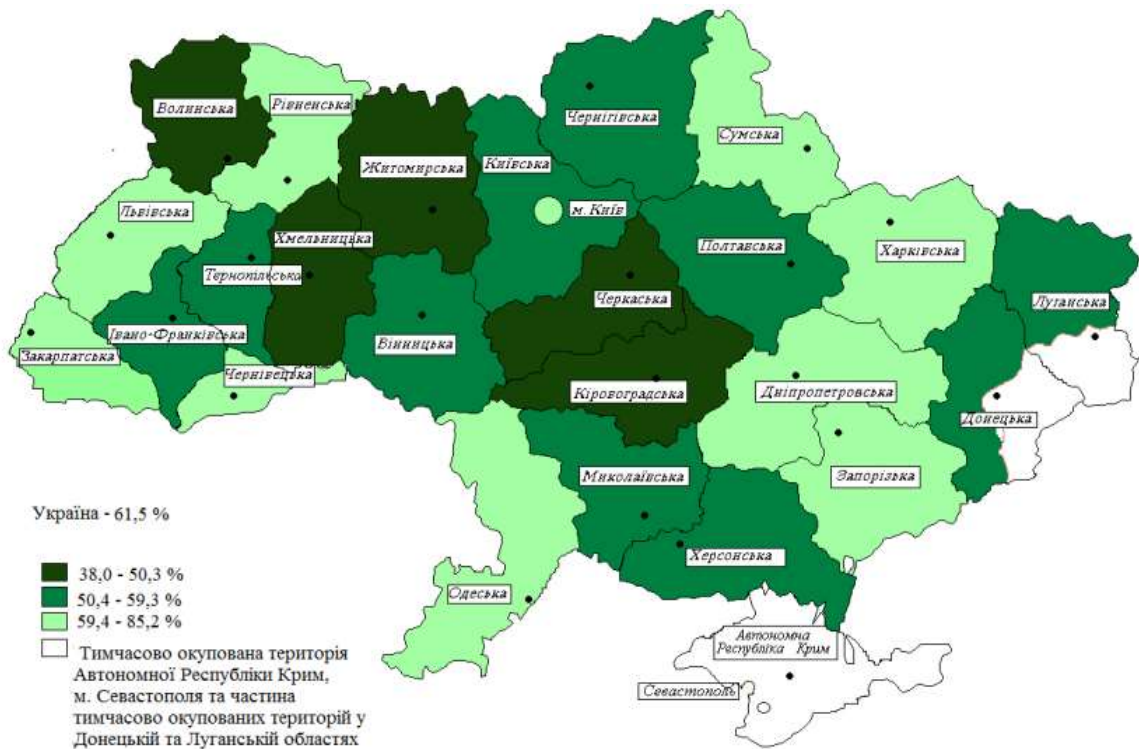 Волинська
Рівненська
Чернігівська
Сумська
Житомирська
Київська
Львівська
м. Київ
Хмельницька
Полтавська
Харківська
Тернопільська
Черкаська
Луганська
Івано-Франківська
Вінницька
Закарпатська
Чернівецька
Кіровоградська
Дніпропетровська
Донецька
Миколаївська
Запорізька
Україна - 61,5 %
Херсонська
38,0 - 50,3 %
50,4 - 59,3 %
59,4 - 85,2 %
Одеська
Автономна
Республіка Крим
Севастополь
Тимчасово окупована територія
Автономної Республіки Крим,
м. Севастополя та частина
тимчасово окупованих територій у
Донецькій та Луганській областях